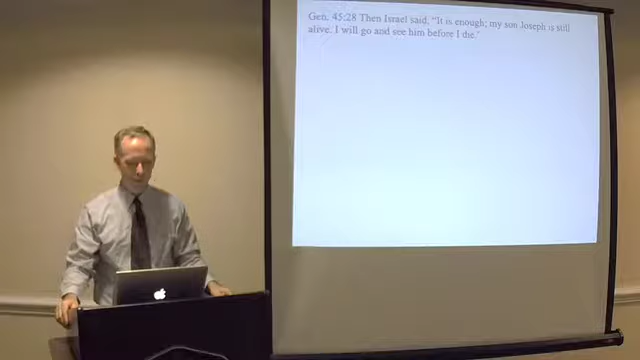 Gen. 45:28 Then Israel said, "It is enough; my son Joseph is still
alive. I will go and see him before I die."